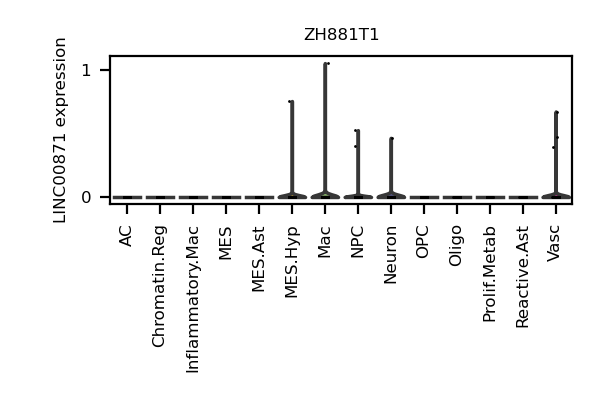 ZH881T1
LINC00871 expression
1
0
AC
Chromatin.Reg
Inflammatory.Mac
MES
MES.Ast
MES.Hyp
Mac
NPC
Neuron
OPC
Oligo
Prolif.Metab
Reactive.Ast
Vasc